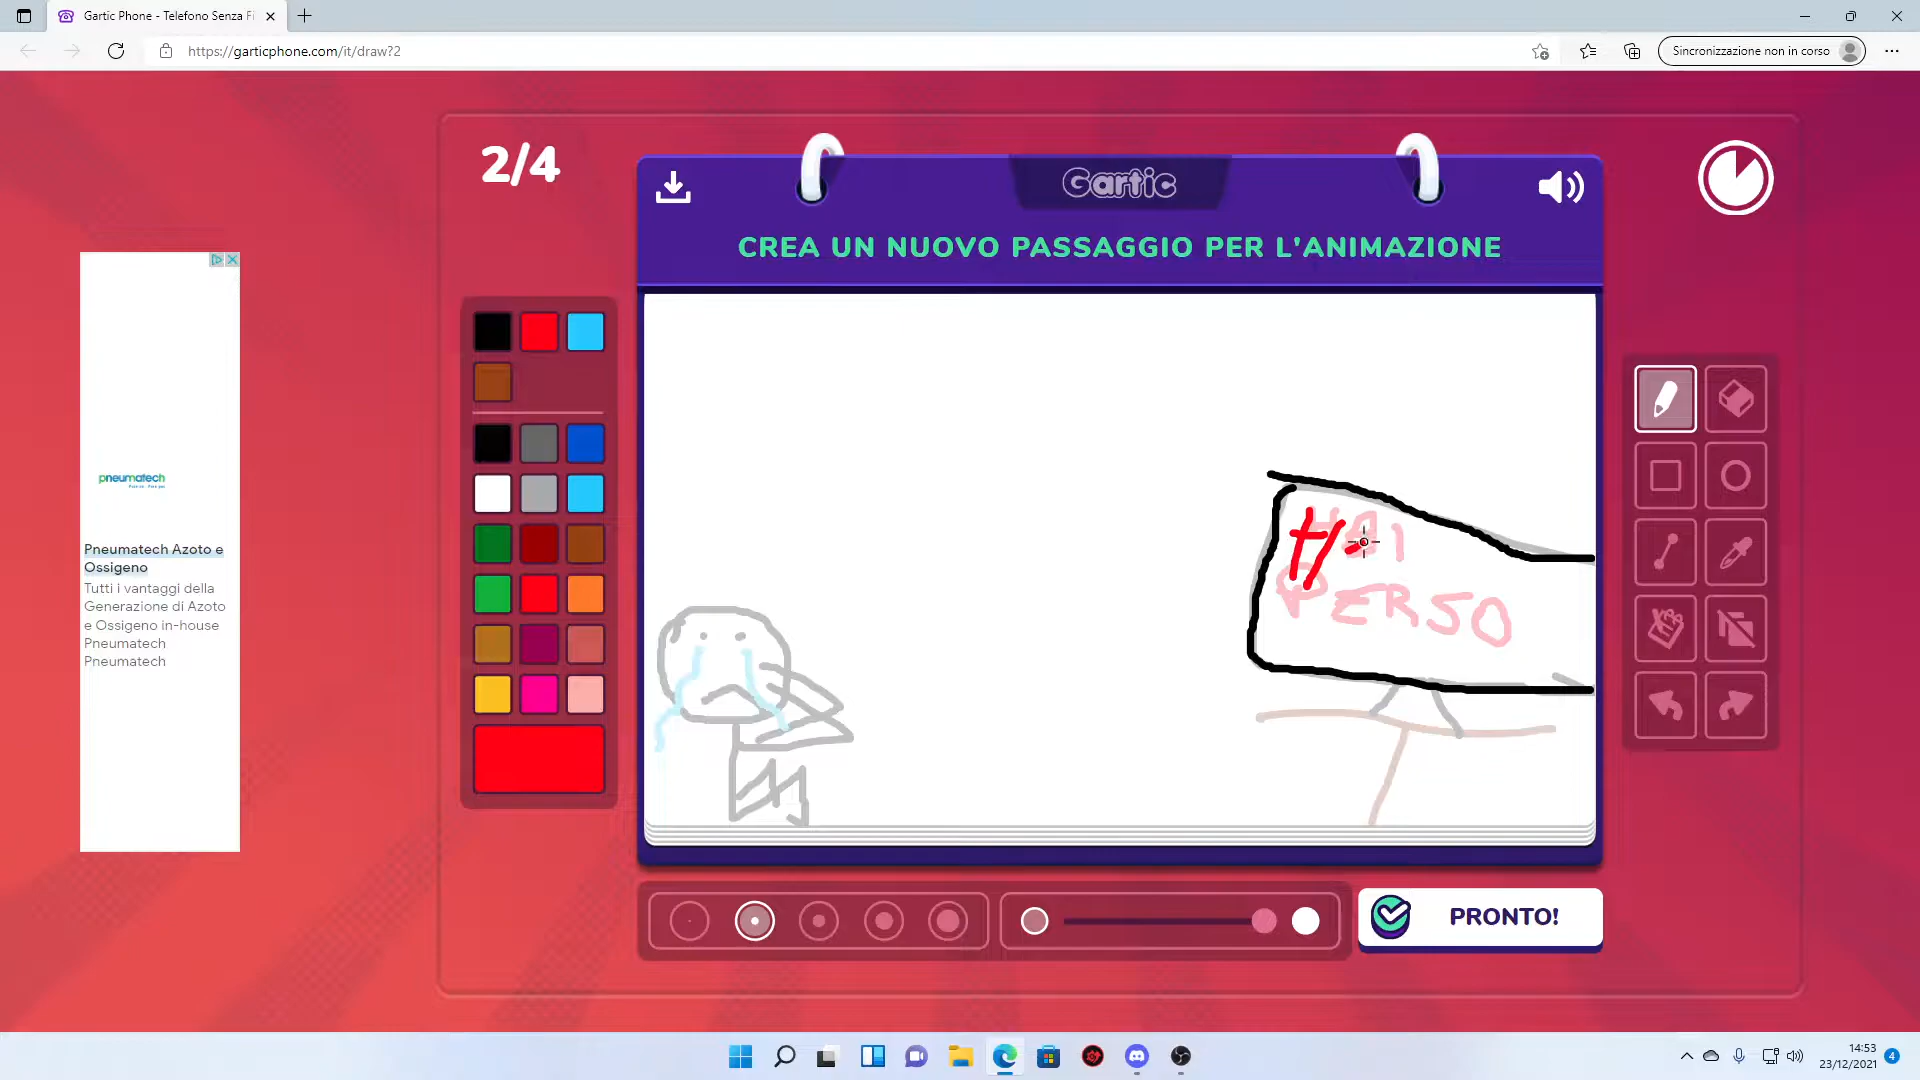 Gartic Phone - Telefono Senza Fi
https://garticphone.com/it/draw?2
Sincronizzazione non in corso
2/4
Gartic
CREA UN NUOVO PASSAGGIO PER L'ANIMAZIONE
pneumatech
Pneumatech Azoto e
Ossigeno
Tutti i vantaggi della
Generazione di Azoto
e Ossigeno in-house
Pneumatech
Pneumatech
HAI
PERSO
H
PRONTO!
14:53
23/12/2021
4